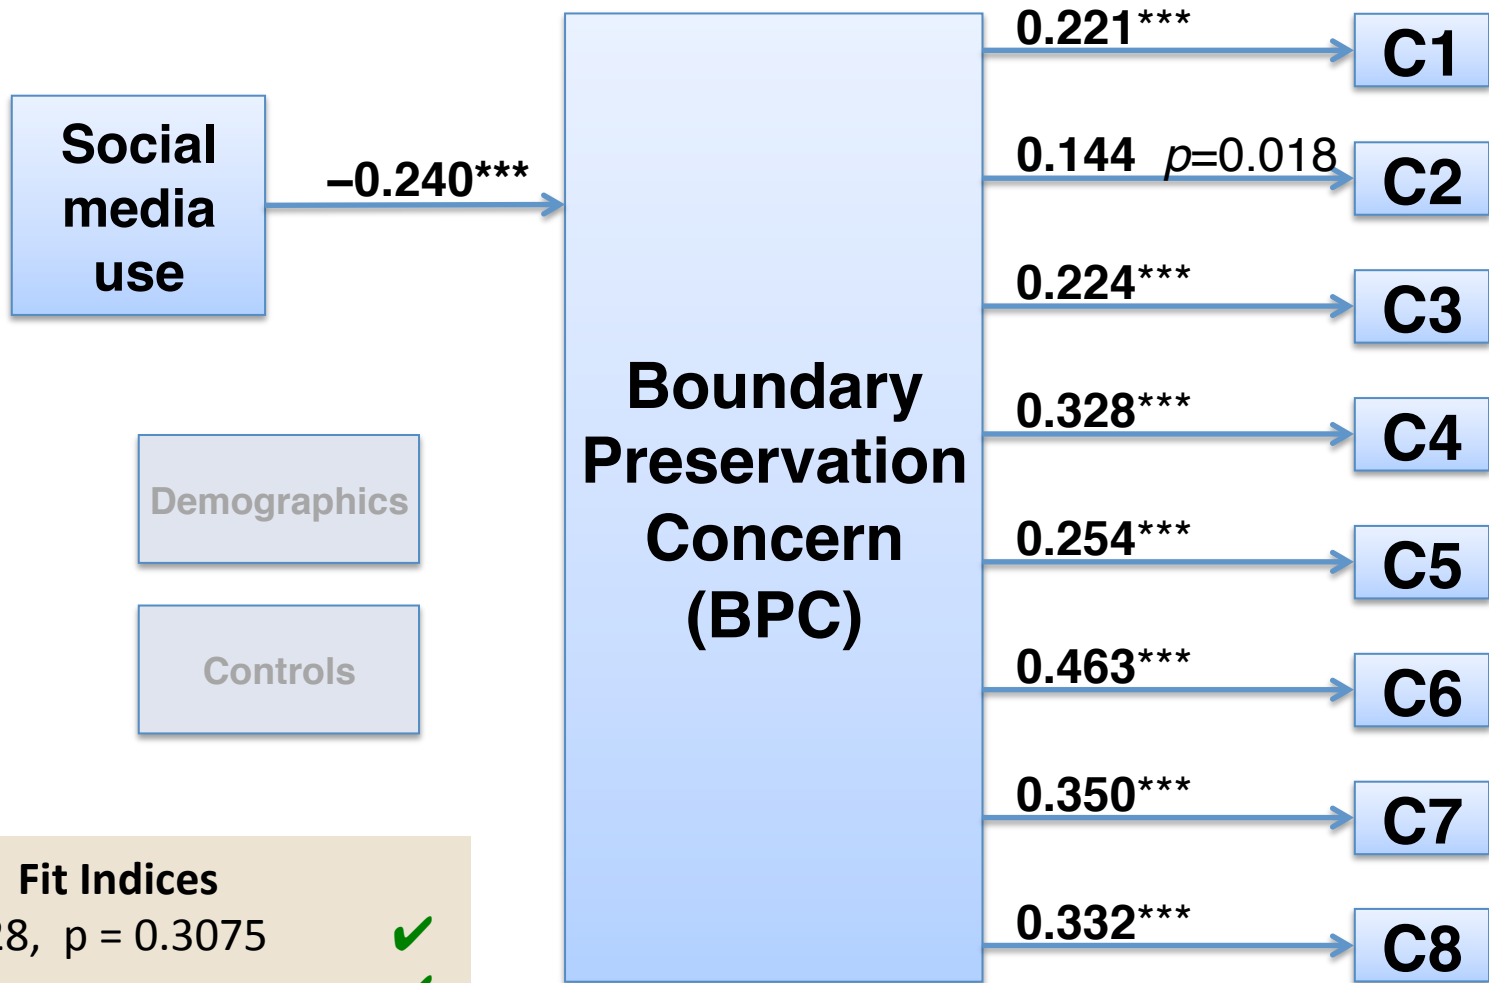 Social
media
use
–0.240***
Demographics
Controls
Boundary
Preservation
Concern
(BPC)
0.221***
C1
0.144 p=0.018
C2
0.224***
C3
0.328***
C4
0.254***
C5
0.463***
C6
0.350***
C7
0.332***
C8
Fit Indices
28, p = 0.3075 ✔